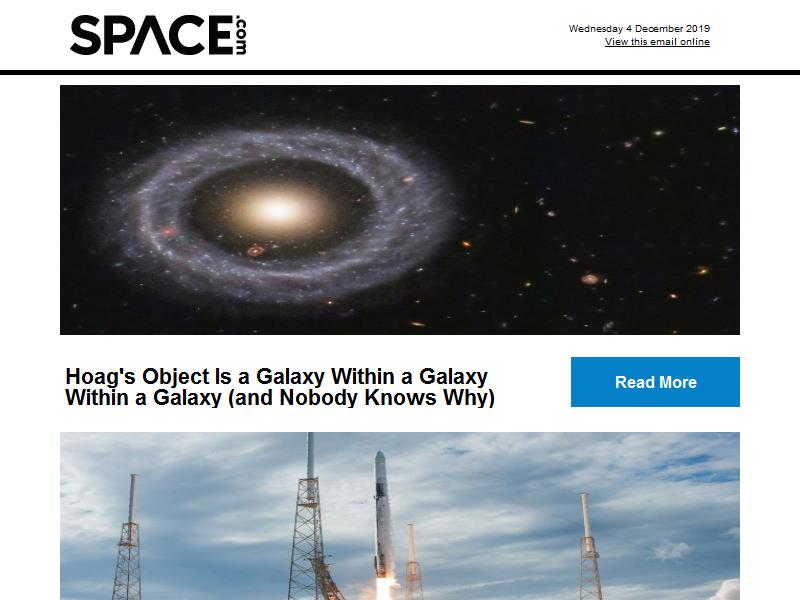 SPACE.com
Wednesday 4 December 2019
View this email online
Hoag's Object Is a Galaxy Within a Galaxy
Within a Galaxy (and Nobody Knows Why)
Read More